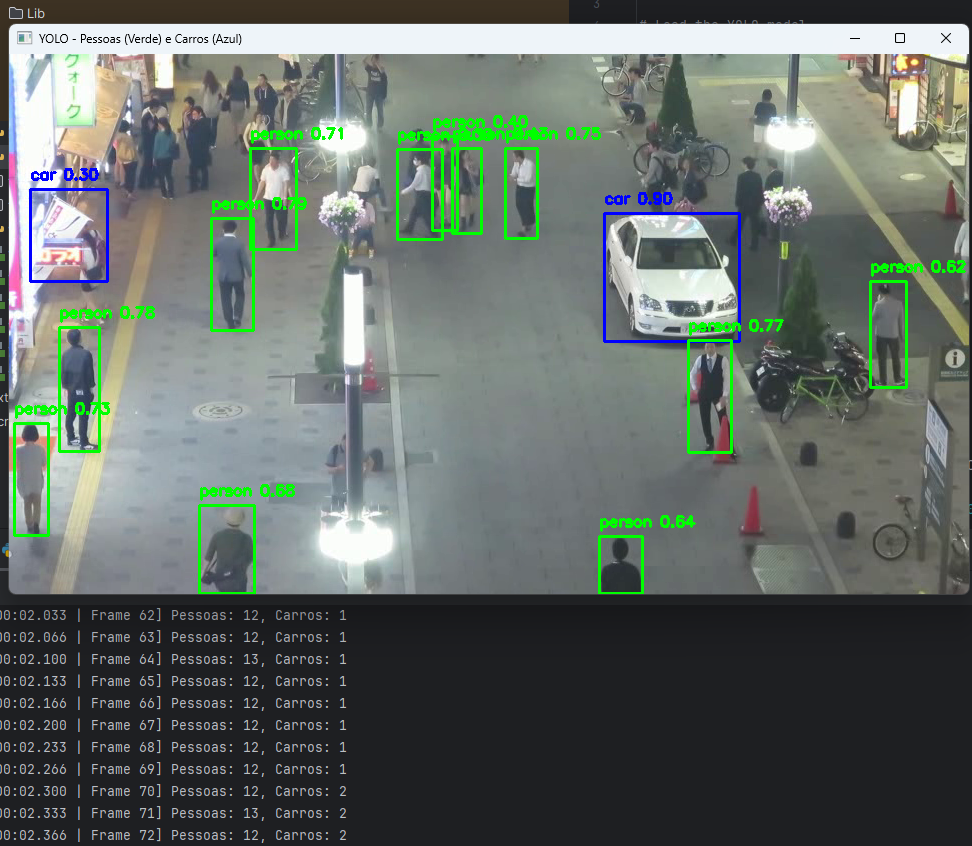 Lib
3
# Load the YOLO model
YOLO - Pessoas (Verde) e Carros (Azul)
ウォーク
person 0.40
person 0.71
person 0.75
car 0.30
car 0.90
person 0.79
person 0.62
person 0.78
person 0.77
person 0.73
person 0.68
person 0.64
i
00:02.033 | Frame 62] Pessoas: 12, Carros: 1
00:02.066 | Frame 63] Pessoas: 12, Carros: 1
00:02.100 | Frame 64] Pessoas: 13, Carros: 1
00:02.133 | Frame 65] Pessoas: 12, Carros: 1
00:02.166 | Frame 66] Pessoas: 12, Carros: 1
00:02.200 | Frame 67] Pessoas: 12, Carros: 1
00:02.233 | Frame 68] Pessoas: 12, Carros: 1
00:02.266 | Frame 69] Pessoas: 12, Carros: 1
00:02.300 | Frame 70] Pessoas: 12, Carros: 2
00:02.333 | Frame 71] Pessoas: 13, Carros: 2
00:02.366 | Frame 72] Pessoas: 12, Carros: 2